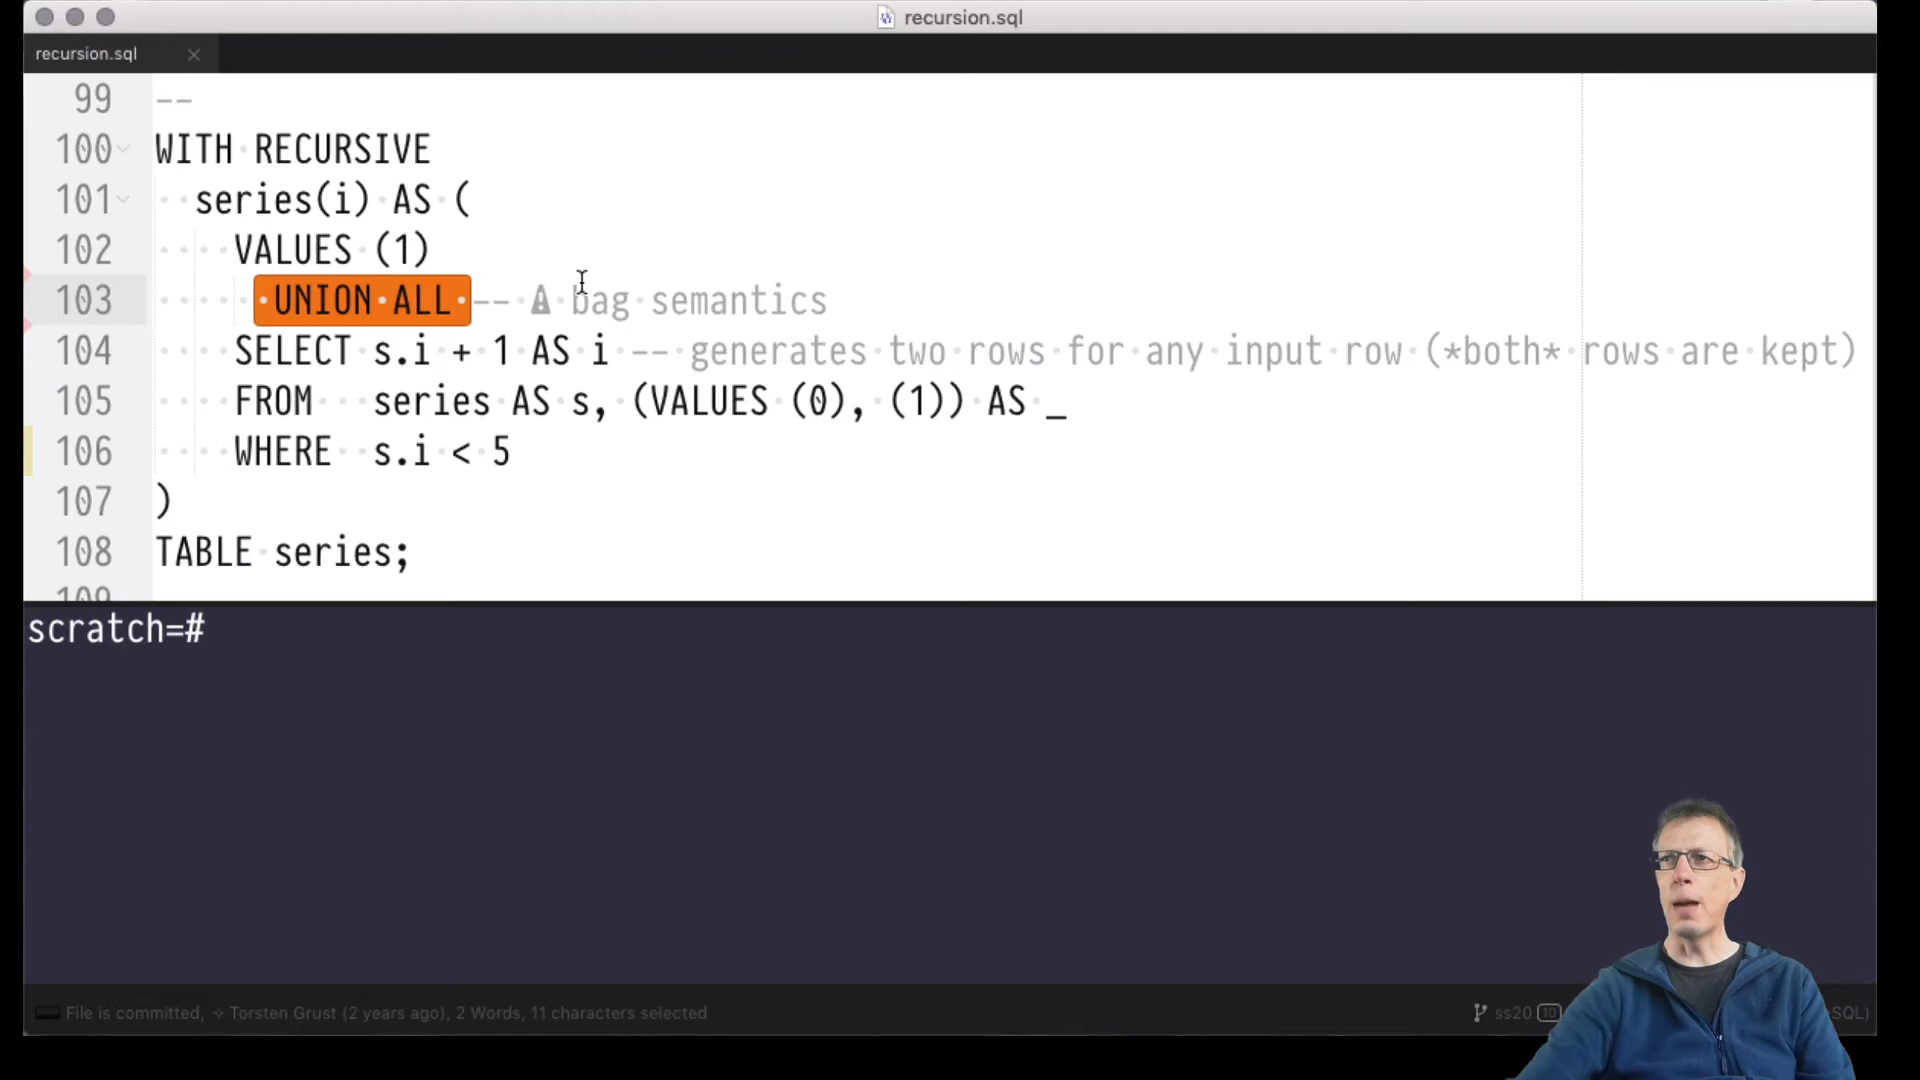 recursion.sql
recursion.sql
99 --
100 WITH RECURSIVE
101 series(i) AS (
102 VALUES (1)
103 UNION ALL -- ⚠ bag semantics
104 SELECT s.i + 1 AS i -- generates two rows for any input row (*both* rows are kept)
105 FROM series AS s, (VALUES (0), (1)) AS _
106 WHERE s.i < 5
107 )
108 TABLE series;
109
scratch=#
File is committed, Torsten Grust (2 years ago), 2 Words, 11 characters selected
ss20 10 SQL)